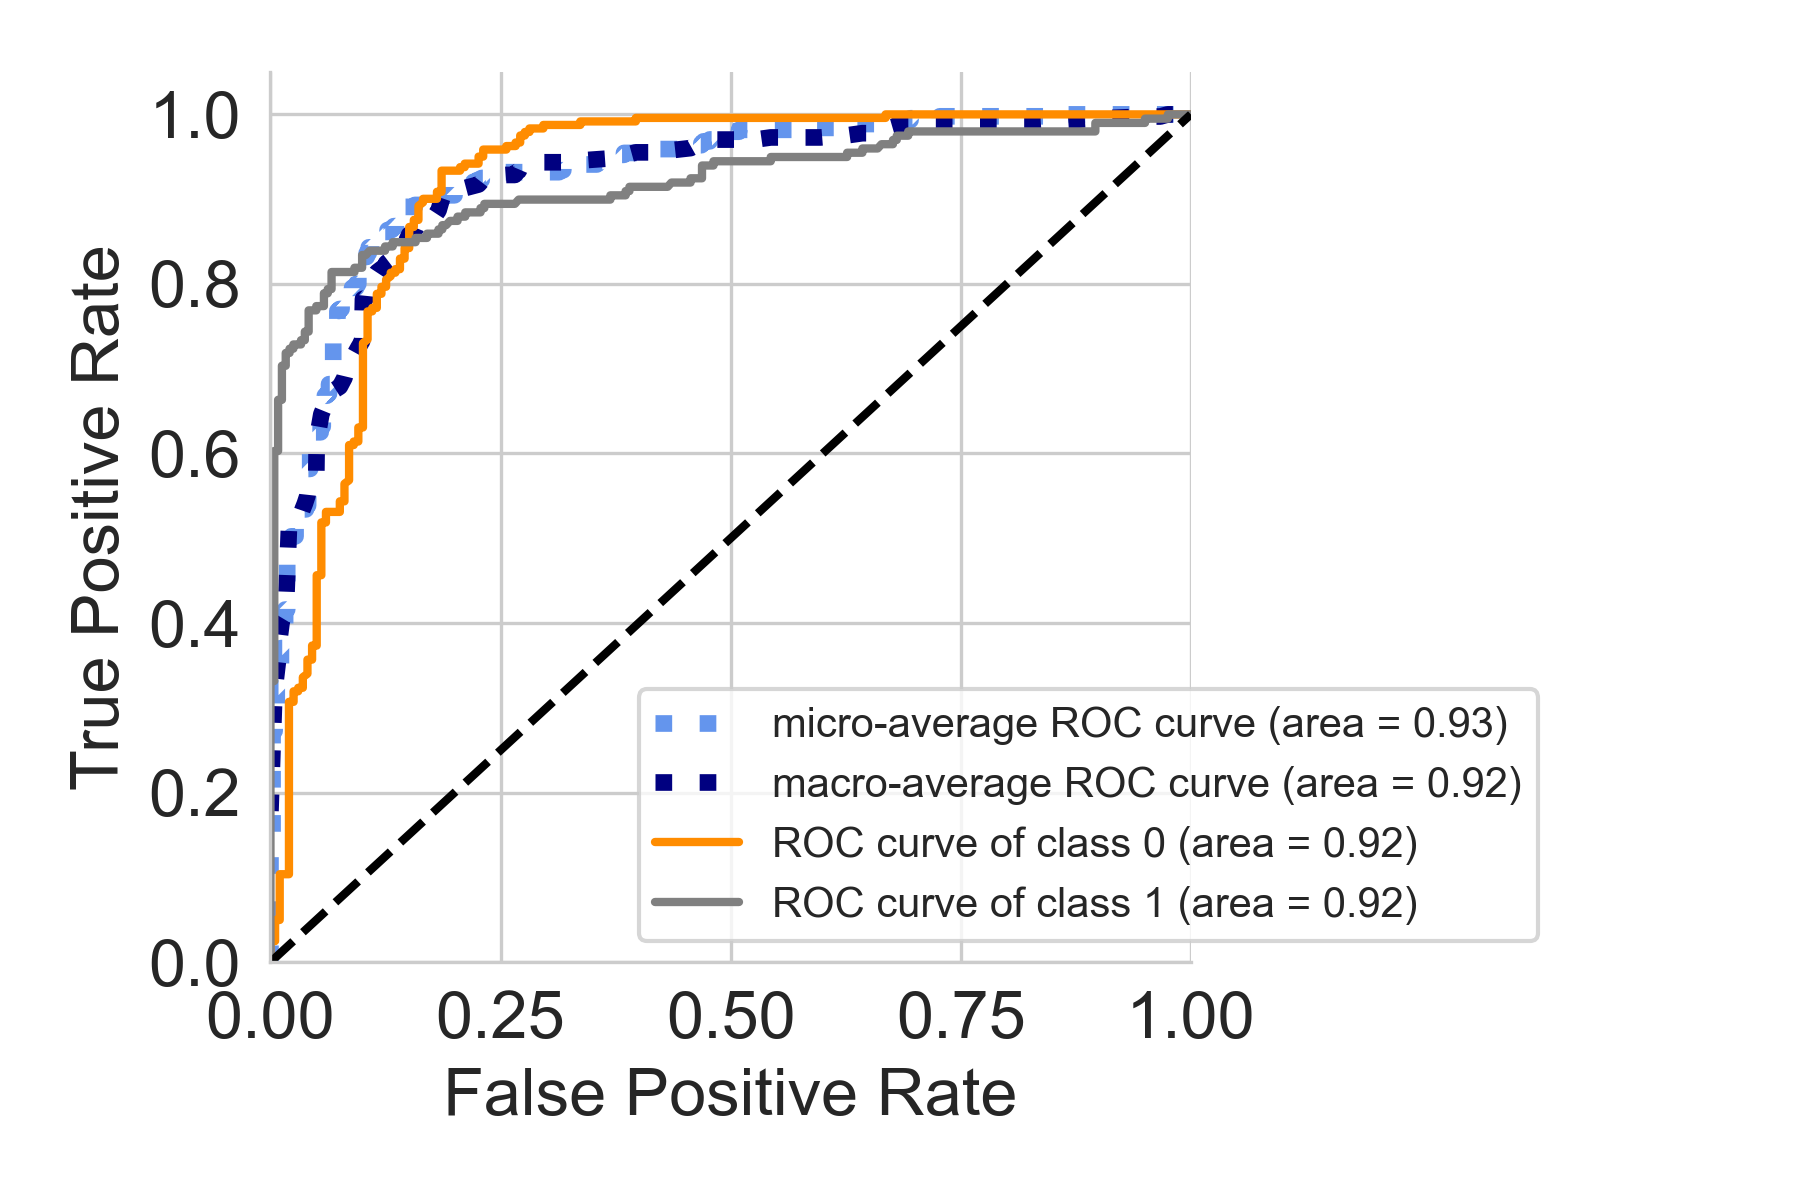 True Positive Rate
1.0
0.8
0.6
0.4
0.2
0.0
0.00 0.25 0.50 0.75 1.00
False Positive Rate
micro-average ROC curve (area = 0.93)
macro-average ROC curve (area = 0.92)
ROC curve of class 0 (area = 0.92)
ROC curve of class 1 (area = 0.92)